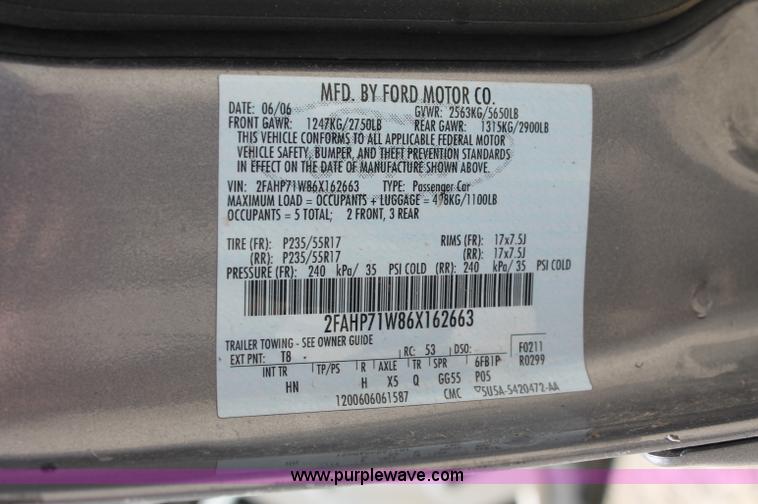 MFD. BY FORD MOTOR CO.
DATE: 06/06 GVWR: 2563KG/5650LB
FRONT GAWR: 1247KG/2750LB REAR GAWR: 1315KG/2900LB
THIS VEHICLE CONFORMS TO ALL APPLICABLE FEDERAL MOTOR
VEHICLE SAFETY, BUMPER, AND THEFT PREVENTION STANDARDS
IN EFFECT ON THE DATE OF MANUFACTURE SHOWN ABOVE.
VIN: 2FAHP71W86X162663 TYPE: Passenger Car
MAXIMUM LOAD = OCCUPANTS + LUGGAGE = 498KG/1100LB
OCCUPANTS = 5 TOTAL; 2 FRONT, 3 REAR
TIRE (FR): P235/55R17 RIMS (FR): 17x7.5J
(RR): P235/55R17 (RR): 17x7.5J
PRESSURE (FR): 240 kPa/ 35 PSI COLD (RR): 240 kPa/ 35 PSI COLD
2FAHP71W86X162663
TRAILER TOWING - SEE OWNER GUIDE
EXT PNT: T8 RC: 53 DSO: F0211
INT TR TP/PS R AXLE TR SPR 6FB1P R0299
HN H X5 Q GG55 P05
1200606061587 CMC 5U5A-5420472-AA
www.purplewave.com